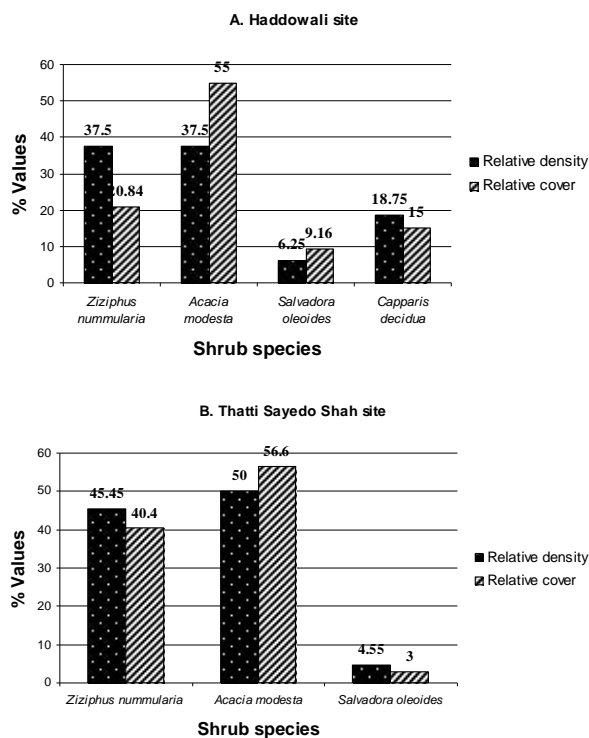 A. Haddowali site
60
50
40
30
20
10
0
% Values
37.5
20.84
37.5
55
6.25
9.16
18.75
15
Relative density
Relative cover
Ziziphus nummularia
Acacia modesta
Salvadora oleoides
Capparis decidua
Shrub species
B. Thatti Sayedo Shah site
60
50
40
30
20
10
0
% Values
45.45
40.4
50
56.6
4.55
3
Relative density
Relative cover
Ziziphus nummularia
Acacia modesta
Salvadora oleoides
Shrub species